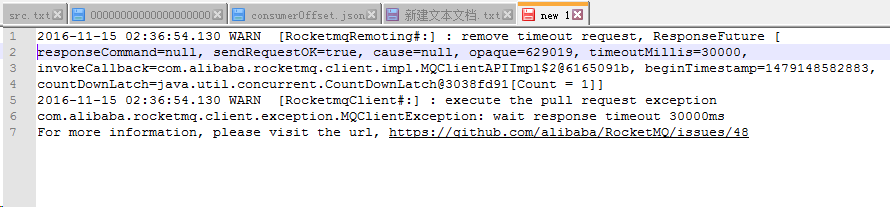 src.txt
00000000000000000000
consumerOffset.json
新建文本文档.txt
new 1
1 2016-11-15 02:36:54.130 WARN  [RocketmqRemoting#:] : remove timeout request, ResponseFuture [
2 responseCommand=null, sendRequestOK=true, cause=null, opaque=629019, timeoutMillis=30000,
3 invokeCallback=com.alibaba.rocketmq.client.impl.MQClientAPIImpl$2@6165091b, beginTimestamp=1479148582883,
4 countDownLatch=java.util.concurrent.CountDownLatch@3038fd91[Count = 1]]
5 2016-11-15 02:36:54.130 WARN  [RocketmqClient#:] : execute the pull request exception
6 com.alibaba.rocketmq.client.exception.MQClientException: wait response timeout 30000ms
7 For more information, please visit the url, https://github.com/alibaba/RocketMQ/issues/48